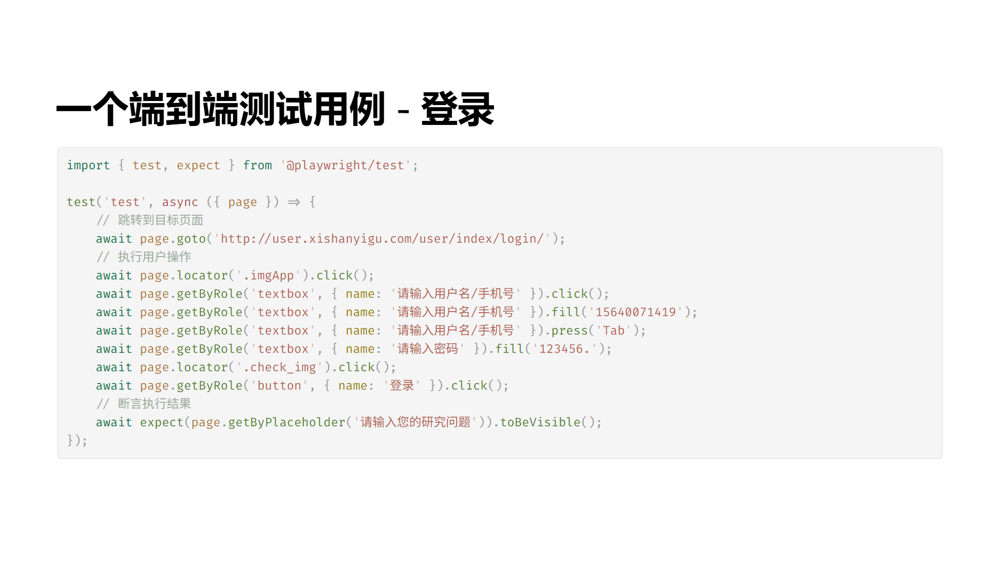 一个端到端测试用例 - 登录
import { test, expect } from '@playwright/test';
test('test', async ({ page }) => {
// 跳转到目标页面
await page.goto('http://user.xishanyigu.com/user/index/login/');
// 执行用户操作
await page.locator('.imgApp').click();
await page.getByRole('textbox', { name: '请输入用户名/手机号' }).click();
await page.getByRole('textbox', { name: '请输入用户名/手机号' }).fill('15640071419');
await page.getByRole('textbox', { name: '请输入用户名/手机号' }).press('Tab');
await page.getByRole('textbox', { name: '请输入密码' }).fill('123456.');
await page.locator('.check_img').click();
await page.getByRole('button', { name: '登录' }).click();
// 断言执行结果
await expect(page.getByPlaceholder('请输入您的研究问题')).toBeVisible();
});